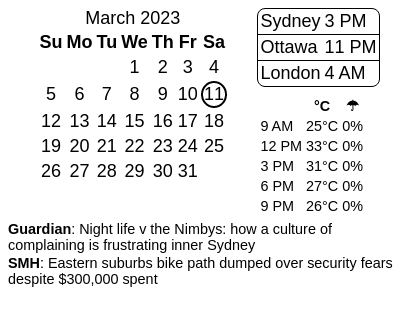 March 2023
Su Mo Tu We Th Fr Sa
1 2 3 4
5 6 7 8 9 10 11
12 13 14 15 16 17 18
19 20 21 22 23 24 25
26 27 28 29 30 31
Sydney 3 PM
Ottawa 11 PM
London 4 AM
°C ☂
9 AM 25°C 0%
12 PM 33°C 0%
3 PM 31°C 0%
6 PM 27°C 0%
9 PM 26°C 0%
Guardian: Night life v the Nimbys: how a culture of
complaining is frustrating inner Sydney
SMH: Eastern suburbs bike path dumped over security fears
despite $300,000 spent